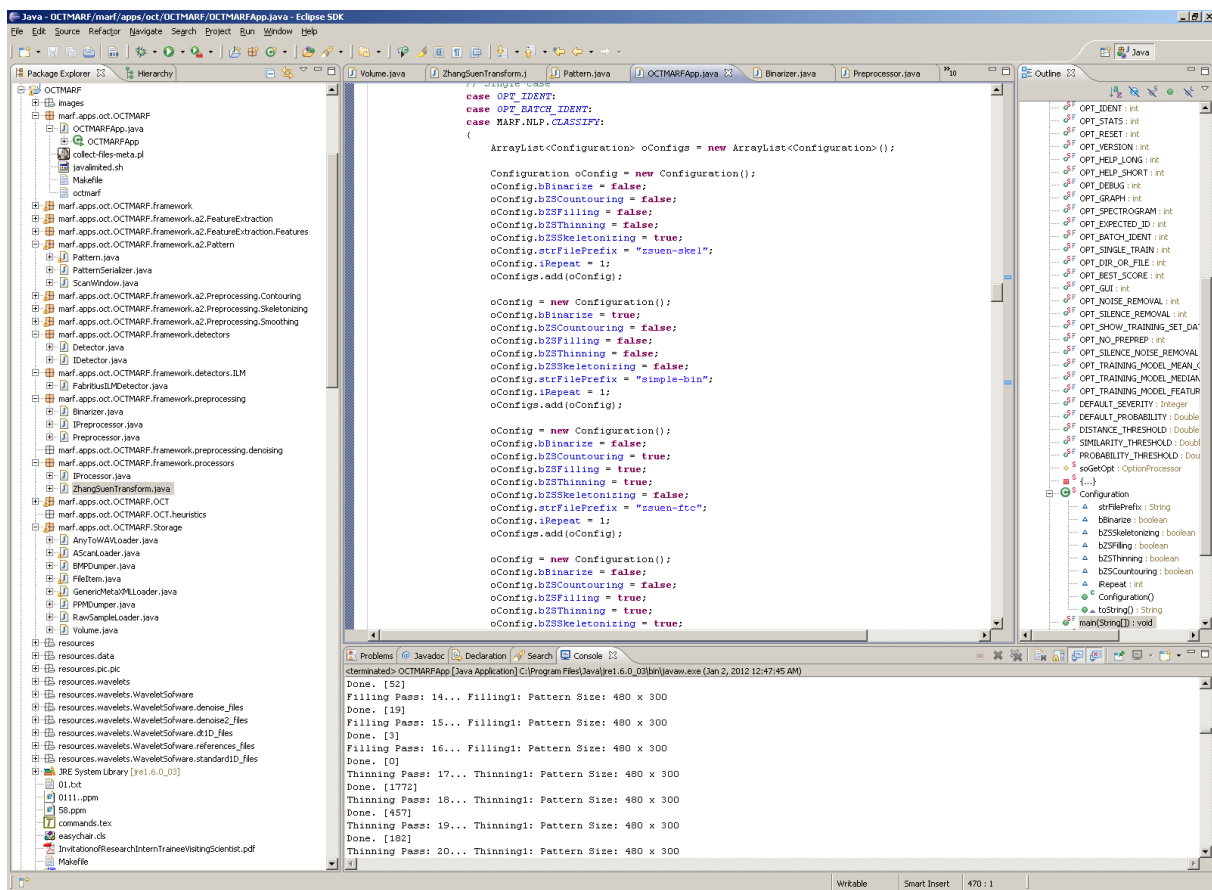 Java - OCTMARF/marf/apps/oct/OCTMARF/OCTMARFApp.java - Eclipse SDK
File Edit Source Refactor Navigate Search Project Run Window Help
Java
Package Explorer Hierarchy
OCTMARF
images
marf.apps.oct.OCTMARF
OCTMARFApp.java
OCTMARFApp
collect-files-meta.pl
javalimited.sh
Makefile
octmarf
marf.apps.oct.OCTMARF.framework
marf.apps.oct.OCTMARF.framework.a2.FeatureExtraction
marf.apps.oct.OCTMARF.framework.a2.FeatureExtraction.Features
marf.apps.oct.OCTMARF.framework.a2.Pattern
Pattern.java
PatternSerializer.java
ScanWindow.java
marf.apps.oct.OCTMARF.framework.a2.Preprocessing.Contouring
marf.apps.oct.OCTMARF.framework.a2.Preprocessing.Skeletonizing
marf.apps.oct.OCTMARF.framework.a2.Preprocessing.Smoothing
marf.apps.oct.OCTMARF.framework.detectors
Detector.java
IDetector.java
marf.apps.oct.OCTMARF.framework.detectors.ILM
FabritiusILMDetector.java
marf.apps.oct.OCTMARF.framework.preprocessing
Binarizer.java
IPreprocessor.java
Preprocessor.java
marf.apps.oct.OCTMARF.framework.preprocessing.denoising
marf.apps.oct.OCTMARF.framework.processors
IProcessor.java
ZhangSuenTransform.java
marf.apps.oct.OCTMARF.OCT
marf.apps.oct.OCTMARF.OCT.heuristics
marf.apps.oct.OCTMARF.Storage
AnyToWAVLoader.java
AScanLoader.java
BMPDumper.java
FileItem.java
GenericMetaXMLLoader.java
PPMDumper.java
RawSampleLoader.java
Volume.java
resources
resources.data
resources.pic.pic
resources.wavelets
resources.wavelets.WaveletSofware
resources.wavelets.WaveletSofware.denoise_files
resources.wavelets.WaveletSofware.denoise2_files
resources.wavelets.WaveletSofware.dt1D_files
resources.wavelets.WaveletSofware.references_files
resources.wavelets.WaveletSofware.standard1D_files
JRE System Library [jre1.6.0_03]
01.txt
0111..ppm
58.ppm
commands.tex
easychair.cls
InvitationofResearchInternTraineeVisitingScientist.pdf
Makefile
Volume.java ZhangSuenTransform.j Pattern.java OCTMARFApp.java Binarizer.java Preprocessor.java »10
// Single case
case OPT_IDENT:
case OPT_BATCH_IDENT:
case MARF.NLP.CLASSIFY:
{
ArrayList<Configuration> oConfigs = new ArrayList<Configuration>();
Configuration oConfig = new Configuration();
oConfig.bBinarize = false;
oConfig.bZSCountouring = false;
oConfig.bZSFilling = false;
oConfig.bZSThinning = false;
oConfig.bZSSkeletonizing = true;
oConfig.strFilePrefix = "zsuen-skel";
oConfig.iRepeat = 1;
oConfigs.add(oConfig);
oConfig = new Configuration();
oConfig.bBinarize = true;
oConfig.bZSCountouring = false;
oConfig.bZSFilling = false;
oConfig.bZSThinning = false;
oConfig.bZSSkeletonizing = false;
oConfig.strFilePrefix = "simple-bin";
oConfig.iRepeat = 1;
oConfigs.add(oConfig);
oConfig = new Configuration();
oConfig.bBinarize = false;
oConfig.bZSCountouring = true;
oConfig.bZSFilling = true;
oConfig.bZSThinning = true;
oConfig.bZSSkeletonizing = false;
oConfig.strFilePrefix = "zsuen-ftc";
oConfig.iRepeat = 1;
oConfigs.add(oConfig);
oConfig = new Configuration();
oConfig.bBinarize = false;
oConfig.bZSCountouring = false;
oConfig.bZSFilling = true;
oConfig.bZSThinning = true;
oConfig.bZSSkeletonizing = true;
Outline
OPT_IDENT : int
OPT_STATS : int
OPT_RESET : int
OPT_VERSION : int
OPT_HELP_LONG : int
OPT_HELP_SHORT : int
OPT_DEBUG : int
OPT_GRAPH : int
OPT_SPECTROGRAM : int
OPT_EXPECTED_ID : int
OPT_BATCH_IDENT : int
OPT_SINGLE_TRAIN : int
OPT_DIR_OR_FILE : int
OPT_BEST_SCORE : int
OPT_GUI : int
OPT_NOISE_REMOVAL : int
OPT_SILENCE_REMOVAL : int
OPT_SHOW_TRAINING_SET_DA
OPT_NO_PREPREP : int
OPT_SILENCE_NOISE_REMOVAL
OPT_TRAINING_MODEL_MEAN_
OPT_TRAINING_MODEL_MEDIAN
OPT_TRAINING_MODEL_FEATUR
DEFAULT_SEVERITY : Integer
DEFAULT_PROBABILITY : Double
DISTANCE_THRESHOLD : Double
SIMILARITY_THRESHOLD : Doubl
PROBABILITY_THRESHOLD : Dou
soGetOpt : OptionProcessor
{...}
Configuration
strFilePrefix : String
bBinarize : boolean
bZSSkeletonizing : boolean
bZSFilling : boolean
bZSThinning : boolean
bZSCountouring : boolean
iRepeat : int
Configuration()
toString() : String
main(String[]) : void
Problems Javadoc Declaration Search Console
<terminated> OCTMARFApp [Java Application] C:\Program Files\Java\jre1.6.0_03\bin\javaw.exe (Jan 2, 2012 12:47:45 AM)
Done. [52]
Filling Pass: 14... Filling1: Pattern Size: 480 x 300
Done. [19]
Filling Pass: 15... Filling1: Pattern Size: 480 x 300
Done. [3]
Filling Pass: 16... Filling1: Pattern Size: 480 x 300
Done. [0]
Thinning Pass: 17... Thinning1: Pattern Size: 480 x 300
Done. [1772]
Thinning Pass: 18... Thinning1: Pattern Size: 480 x 300
Done. [457]
Thinning Pass: 19... Thinning1: Pattern Size: 480 x 300
Done. [182]
Thinning Pass: 20... Thinning1: Pattern Size: 480 x 300
Writable Smart Insert 470 : 1